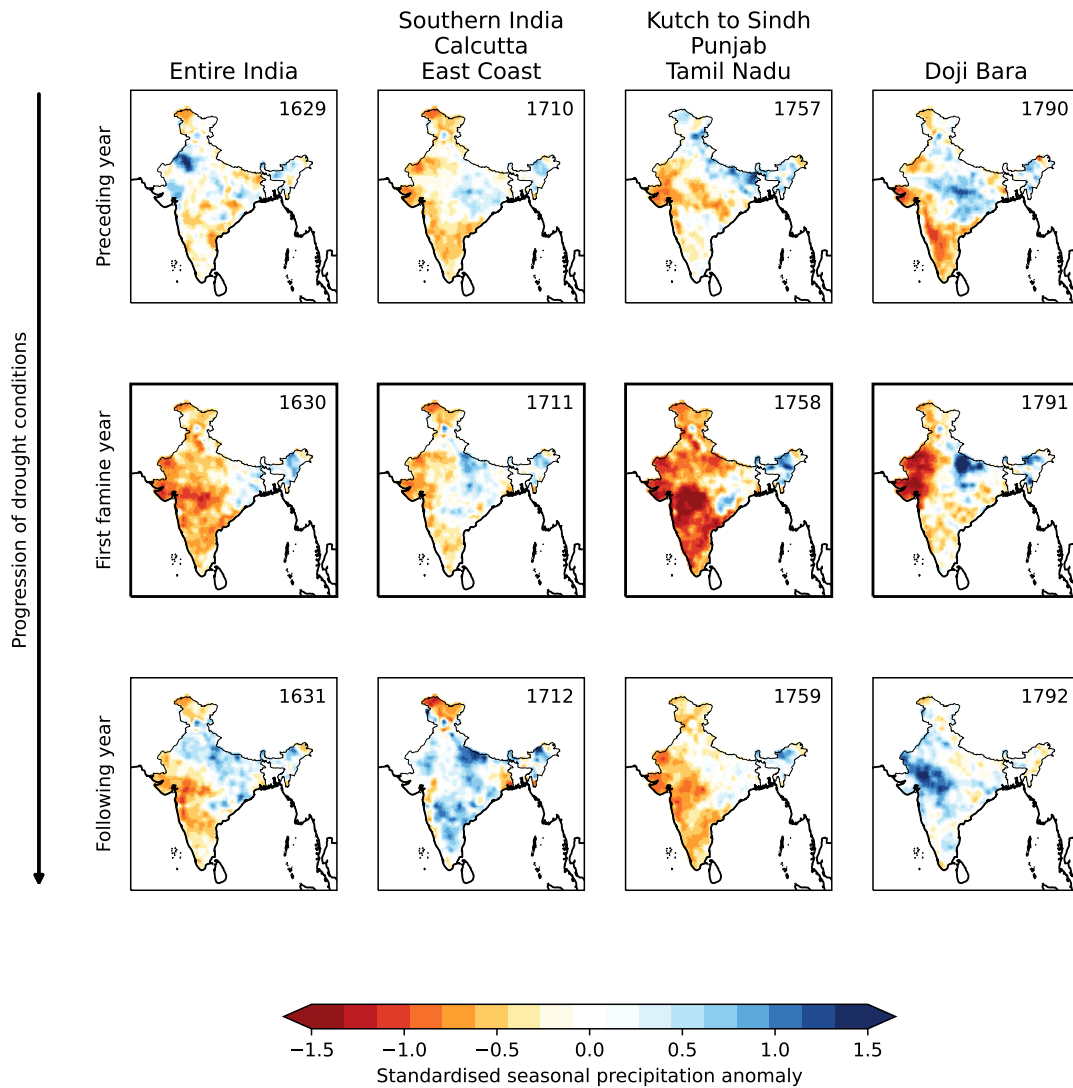 Southern India
Calcutta
East Coast
Kutch to Sindh
Punjab
Tamil Nadu
Entire India
Doji Bara
Progression of drought conditions
Preceding year
1629
1710
1757
1790
First famine year
1630
1711
1758
1791
Following year
1631
1712
1759
1792
−1.5
−1.0
−0.5
0.0
0.5
1.0
1.5
Standardised seasonal precipitation anomaly